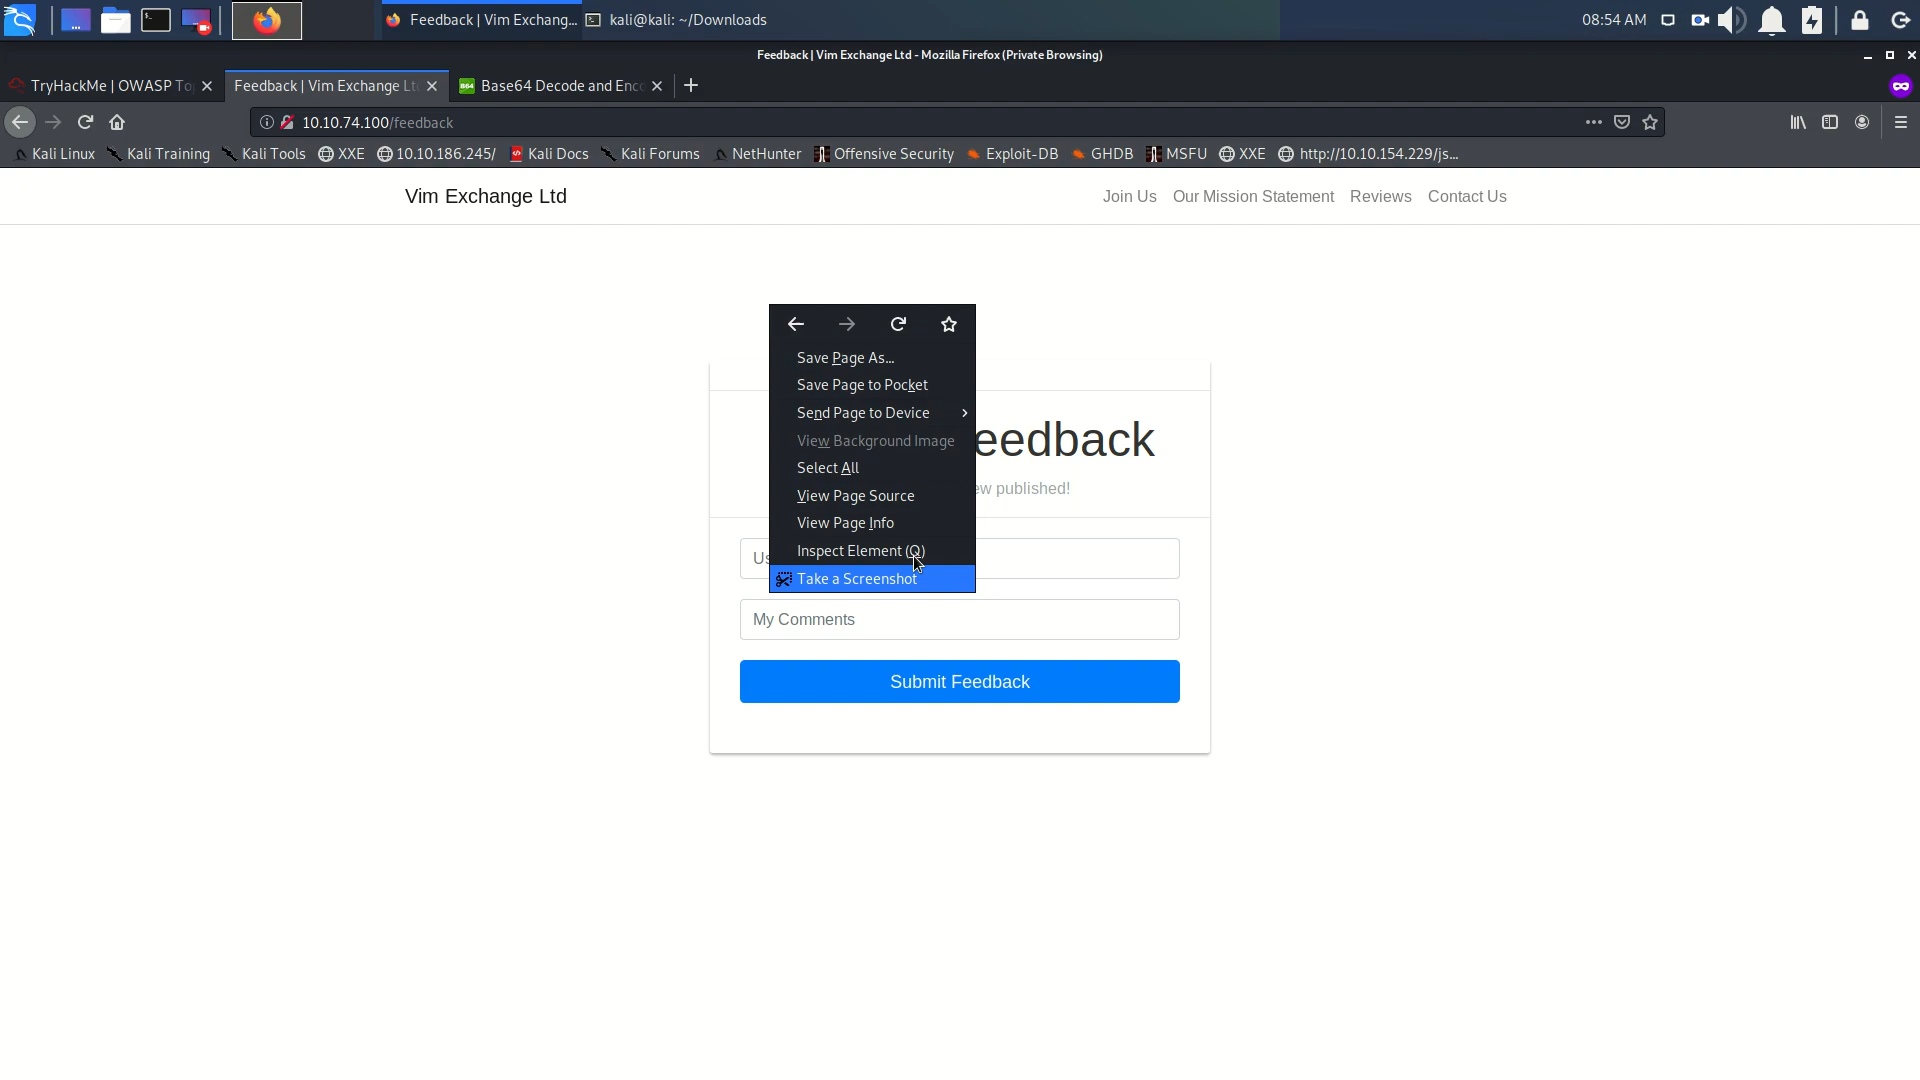 Feedback | Vim Exchang...
kali@kali: ~/Downloads
08:54 AM
Feedback | Vim Exchange Ltd - Mozilla Firefox (Private Browsing)
TryHackMe | OWASP To
Feedback | Vim Exchange Ltd
Base64 Decode and Enco
10.10.74.100/feedback
Kali Linux
Kali Training
Kali Tools
XXE
10.10.186.245/
Kali Docs
Kali Forums
NetHunter
Offensive Security
Exploit-DB
GHDB
MSFU
XXE
http://10.10.154.229/js...
Vim Exchange Ltd
Join Us
Our Mission Statement
Reviews
Contact Us
Save Page As...
Save Page to Pocket
Send Page to Device
View Background Image
Select All
View Page Source
View Page Info
Inspect Element (Q)
Take a Screenshot
eedback
ew published!
Us
My Comments
Submit Feedback